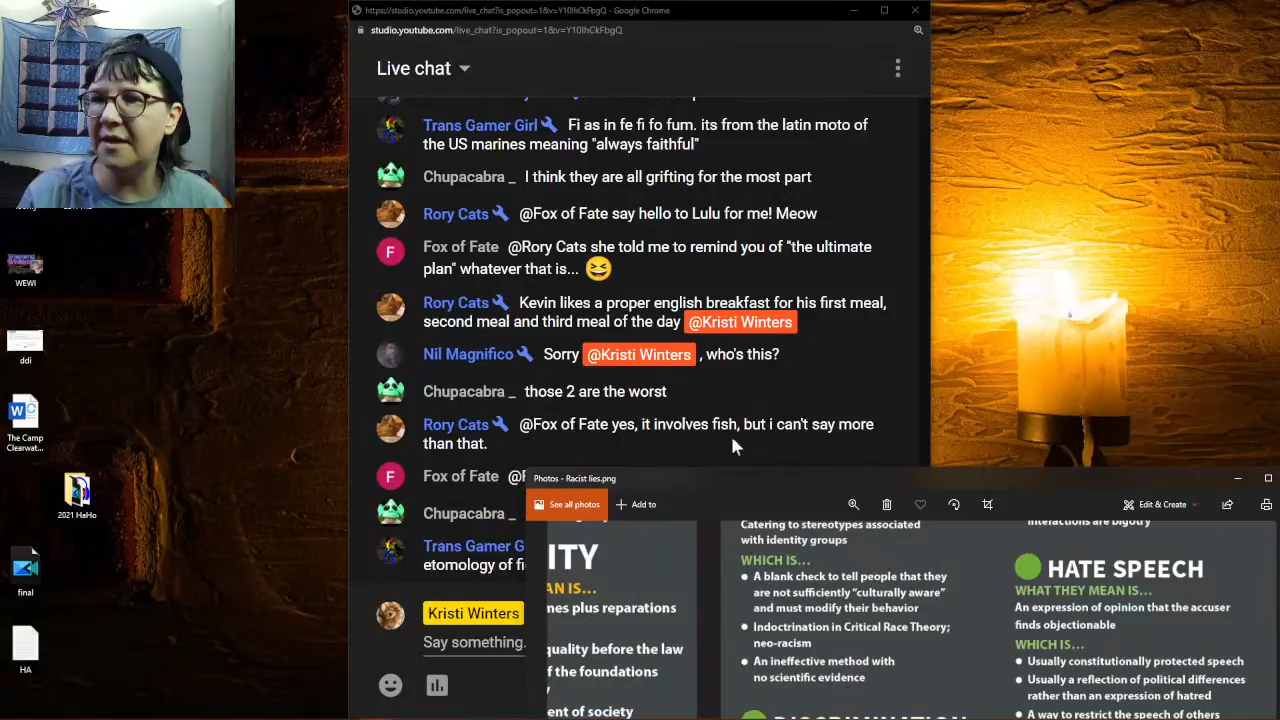 https://studio.youtube.com/live_chat?is_popout=1&v=Y10IhCkFbgQ - Google Chrome
studio.youtube.com/live_chat?is_popout=1&v=Y10IhCkFbgQ
Live chat
Trans Gamer Girl Fi as in fe fi fo fum. its from the latin moto of
the US marines meaning "always faithful"
Chupacabra _ I think they are all grifting for the most part
Rory Cats @Fox of Fate say hello to Lulu for me! Meow
Fox of Fate @Rory Cats she told me to remind you of "the ultimate
plan" whatever that is...
Rory Cats Kevin likes a proper english breakfast for his first meal,
second meal and third meal of the day @Kristi Winters
Nil Magnifico Sorry @Kristi Winters , who's this?
Chupacabra _ those 2 are the worst
Rory Cats @Fox of Fate yes, it involves fish, but i can't say more
than that.
F
Fox of Fate
Chupacabra _
Trans Gamer G
etomology of fi
Kristi Winters
Say something.
WEWI
ddi
The Camp
Clearwat...
2021 HaHo
final
HA
Photos - Racist lies.png
See all photos
Add to
Edit & Create
ITY
AN IS...
mes plus reparations
quality before the law
f the foundations
y
ent of society
Catering to stereotypes associated
with identity groups
WHICH IS...
A blank check to tell people that they
are not sufficiently "culturally aware"
and must modify their behavior
Indoctrination in Critical Race Theory;
neo-racism
An ineffective method with
no scientific evidence
DISCRIMINATION
interactions are bigotry
HATE SPEECH
WHAT THEY MEAN IS...
An expression of opinion that the accuser
finds objectionable
WHICH IS...
Usually constitutionally protected speech
Usually a reflection of political differences
rather than an expression of hatred
A way to restrict the speech of others